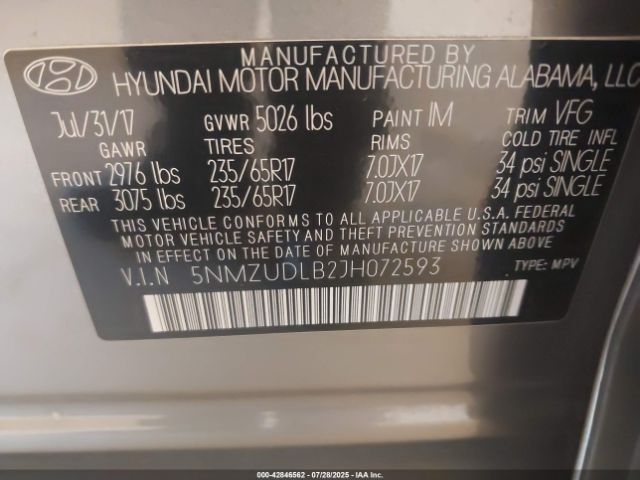 MANUFACTURED BY
HYUNDAI MOTOR MANUFACTURING ALABAMA, LLC
Jul/31/17 GVWR 5026 lbs PAINT IM TRIM VFG
GAWR TIRES RIMS COLD TIRE INFL
FRONT 2976 lbs 235/65R17 7.0JX17 34 psi SINGLE
REAR 3075 lbs 235/65R17 7.0JX17 34 psi SINGLE
THIS VEHICLE CONFORMS TO ALL APPLICABLE U.S.A. FEDERAL
MOTOR VEHICLE SAFETY AND THEFT PREVENTION STANDARDS
IN EFFECT ON THE DATE OF MANUFACTURE SHOWN ABOVE.
V.I.N 5NMZUDLB2JH072593 TYPE: MPV
000-42846562 07/28/2025 - IAAI.com